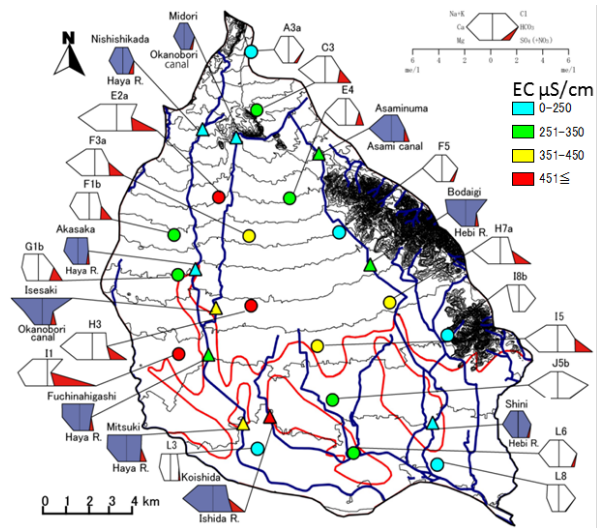 Midori
Okanobori
canal
A3a
C3
E4
Nishishikada
Haya R.
N
E2a
F3a
F1b
Akasaka
Haya R.
G1b
Isesaki
Okanobori
canal
H3
I1
Fuchinahigashi
Haya R.
Mitsuki
Haya R.
L3
Koishida
Ishida R.
0 1 2 3 4 km
Asaminuma
Asami canal
F5
Bodaigi
Hebi R.
H7a
I8b
I5
J5b
Shini
Hebi R.
L6
L8
Na+K Cl
Ca HCO₃
Mg SO₄(+NO₃)
6 4 2 0 2 4 6
me/l me/l
EC μS/cm
0-250
251-350
351-450
451≦